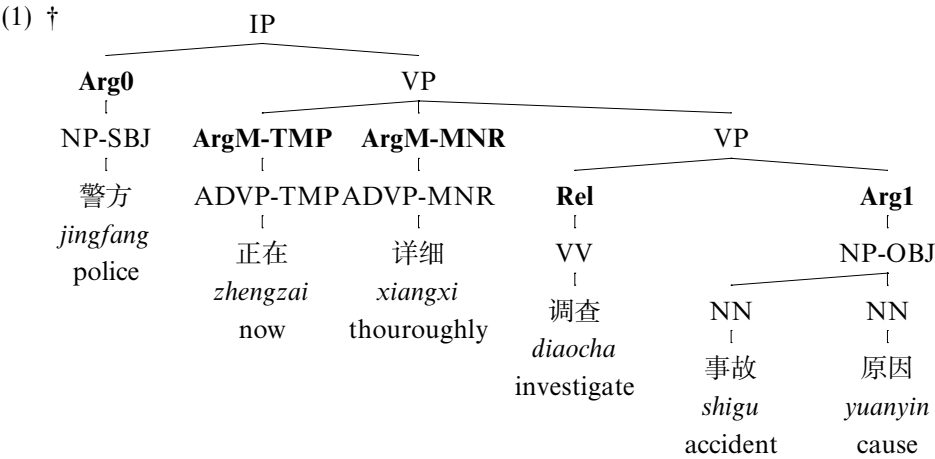 (1) †
IP
Arg0 VP
NP-SBJ ArgM-TMP ArgM-MNR VP
警方 ADVP-TMP ADVP-MNR Rel Arg1
jingfang 正在 详细 VV NP-OBJ
police zhengzai xiangxi 调查 NN NN
now thouroughly diaocha 事故 原因
investigate shigu yuanyin
accident cause